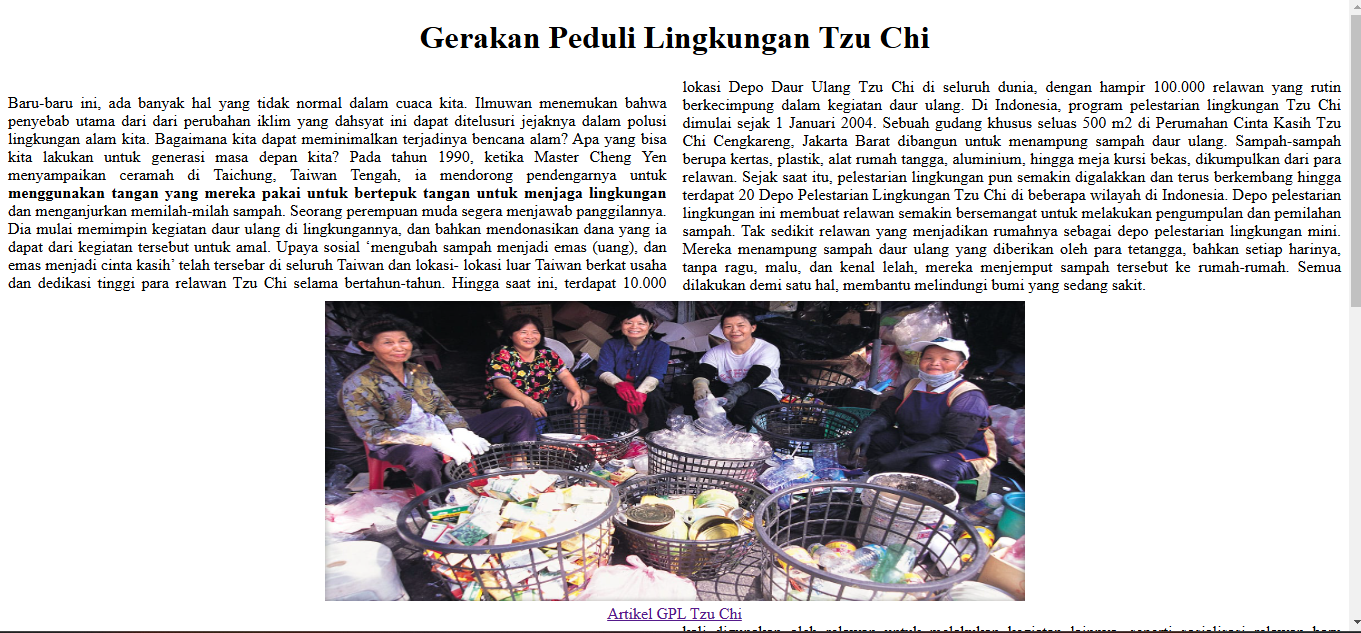 Gerakan Peduli Lingkungan Tzu Chi
Baru-baru ini, ada banyak hal yang tidak normal dalam cuaca kita. Ilmuwan menemukan bahwa
penyebab utama dari dari perubahan iklim yang dahsyat ini dapat ditelusuri jejaknya dalam polusi
lingkungan alam kita. Bagaimana kita dapat meminimalkan terjadinya bencana alam? Apa yang bisa
kita lakukan untuk generasi masa depan kita? Pada tahun 1990, ketika Master Cheng Yen
menyampaikan ceramah di Taichung, Taiwan Tengah, ia mendorong pendengarnya untuk
menggunakan tangan yang mereka pakai untuk bertepuk tangan untuk menjaga lingkungan
dan menganjurkan memilah-milah sampah. Seorang perempuan muda segera menjawab panggilannya.
Dia mulai memimpin kegiatan daur ulang di lingkungannya, dan bahkan mendonasikan dana yang ia
dapat dari kegiatan tersebut untuk amal. Upaya sosial ‘mengubah sampah menjadi emas (uang), dan
emas menjadi cinta kasih’ telah tersebar di seluruh Taiwan dan lokasi- lokasi luar Taiwan berkat usaha
dan dedikasi tinggi para relawan Tzu Chi selama bertahun-tahun. Hingga saat ini, terdapat 10.000
lokasi Depo Daur Ulang Tzu Chi di seluruh dunia, dengan hampir 100.000 relawan yang rutin
berkecimpung dalam kegiatan daur ulang. Di Indonesia, program pelestarian lingkungan Tzu Chi
dimulai sejak 1 Januari 2004. Sebuah gudang khusus seluas 500 m2 di Perumahan Cinta Kasih Tzu
Chi Cengkareng, Jakarta Barat dibangun untuk menampung sampah daur ulang. Sampah-sampah
berupa kertas, plastik, alat rumah tangga, aluminium, hingga meja kursi bekas, dikumpulkan dari para
relawan. Sejak saat itu, pelestarian lingkungan pun semakin digalakkan dan terus berkembang hingga
terdapat 20 Depo Pelestarian Lingkungan Tzu Chi di beberapa wilayah di Indonesia. Depo pelestarian
lingkungan ini membuat relawan semakin bersemangat untuk melakukan pengumpulan dan pemilahan
sampah. Tak sedikit relawan yang menjadikan rumahnya sebagai depo pelestarian lingkungan mini.
Mereka menampung sampah daur ulang yang diberikan oleh para tetangga, bahkan setiap harinya,
tanpa ragu, malu, dan kenal lelah, mereka menjemput sampah tersebut ke rumah-rumah. Semua
dilakukan demi satu hal, membantu melindungi bumi yang sedang sakit.
Artikel GPL Tzu Chi